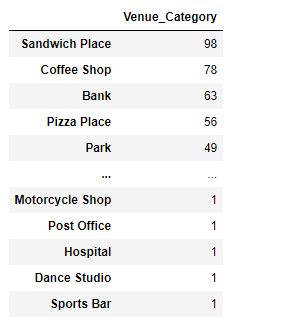 Venue_Category
Sandwich Place 98
Coffee Shop 78
Bank 63
Pizza Place 56
Park 49
... ...
Motorcycle Shop 1
Post Office 1
Hospital 1
Dance Studio 1
Sports Bar 1